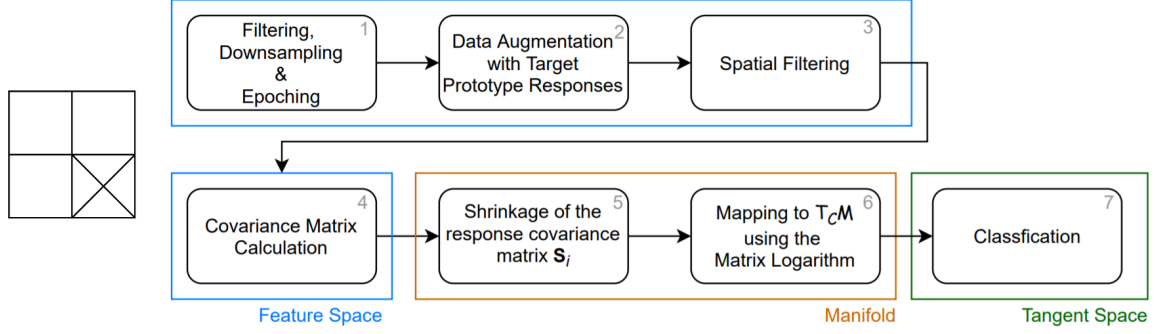 1
Filtering,
Downsampling
&
Epoching
2
Data Augmentation
with Target
Prototype Responses
3
Spatial Filtering
4
Covariance Matrix
Calculation
5
Shrinkage of the
response covariance
matrix Sᵢ
6
Mapping to T_C M
using the
Matrix Logarithm
7
Classfication
Feature Space
Manifold
Tangent Space